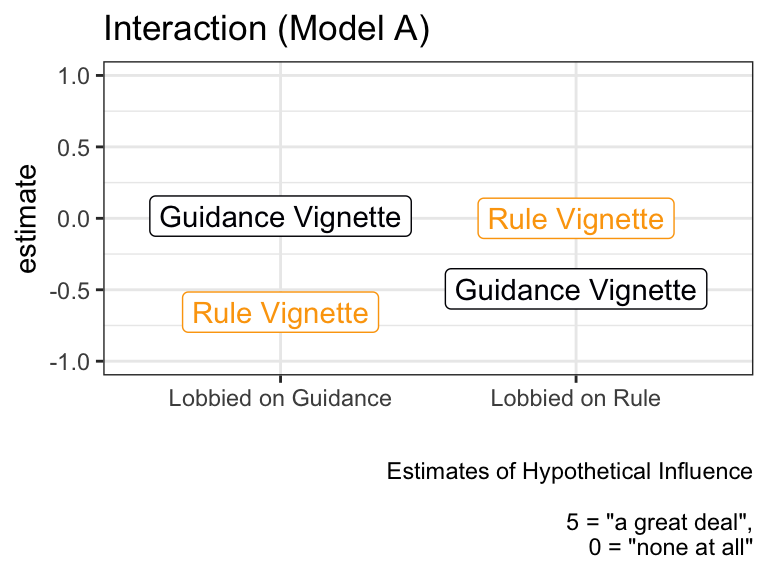 Interaction (Model A)
estimate
1.0
0.5
0.0
-0.5
-1.0
Guidance Vignette
Rule Vignette
Rule Vignette
Guidance Vignette
Lobbied on Guidance
Lobbied on Rule
Estimates of Hypothetical Influence
5 = "a great deal",
0 = "none at all"